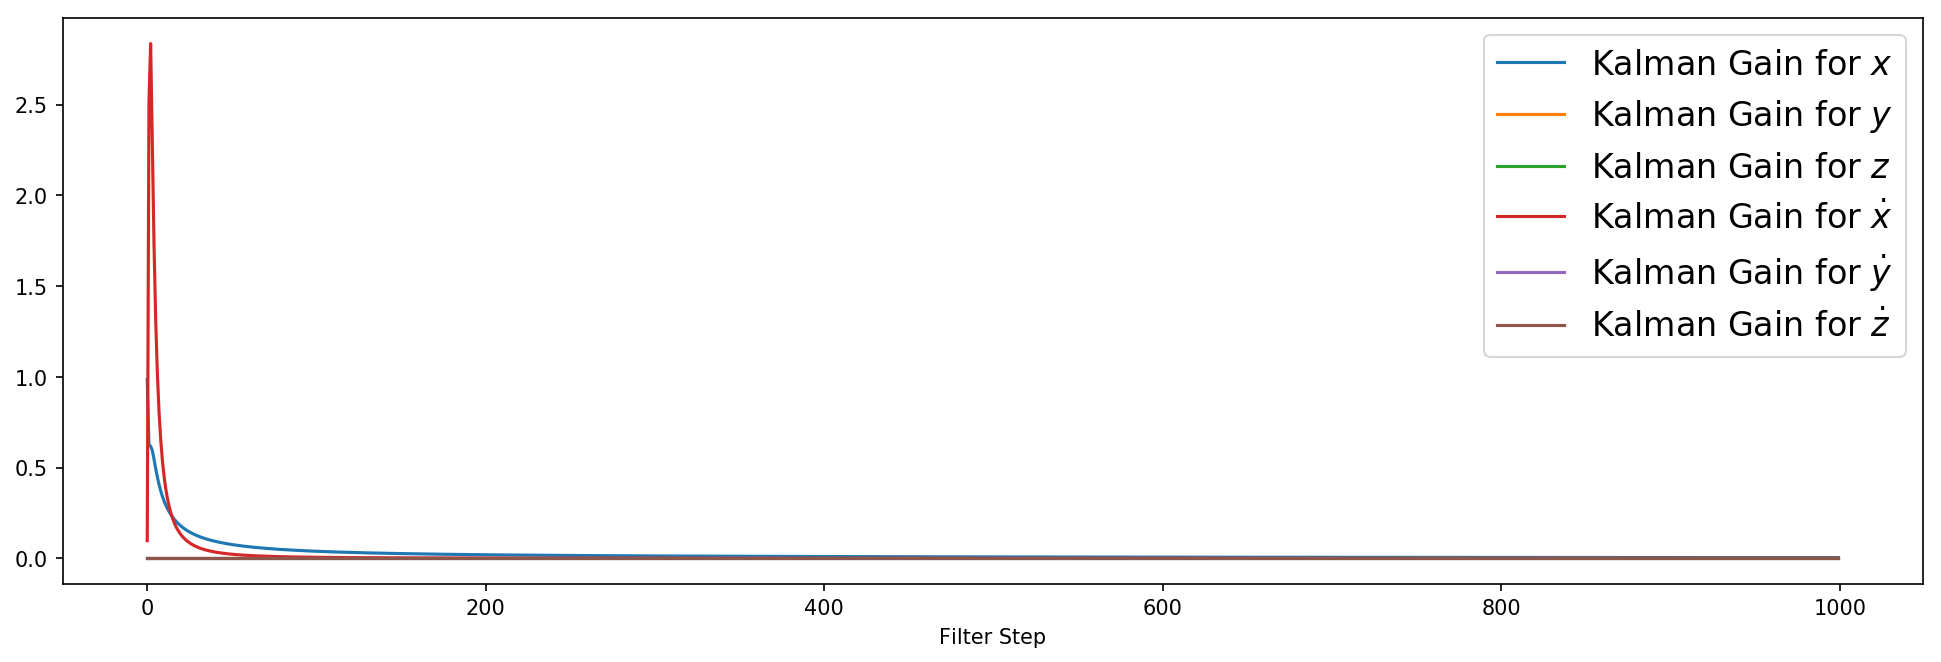 Kalman Gain for x
Kalman Gain for y
Kalman Gain for z
Kalman Gain for ẋ
Kalman Gain for ẏ
Kalman Gain for ż
2.5
2.0
1.5
1.0
0.5
0.0
0 200 400 600 800 1000
Filter Step